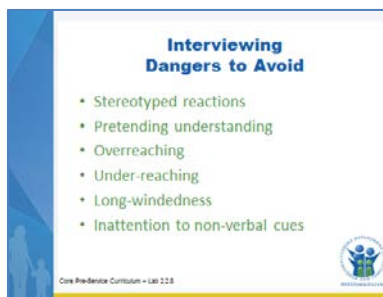 Interviewing
Dangers to Avoid
• Stereotyped reactions
• Pretending understanding
• Overreaching
• Under-reaching
• Long-windedness
• Inattention to non-verbal cues
Core Pre-Service Curriculum – Lab 2.2.8